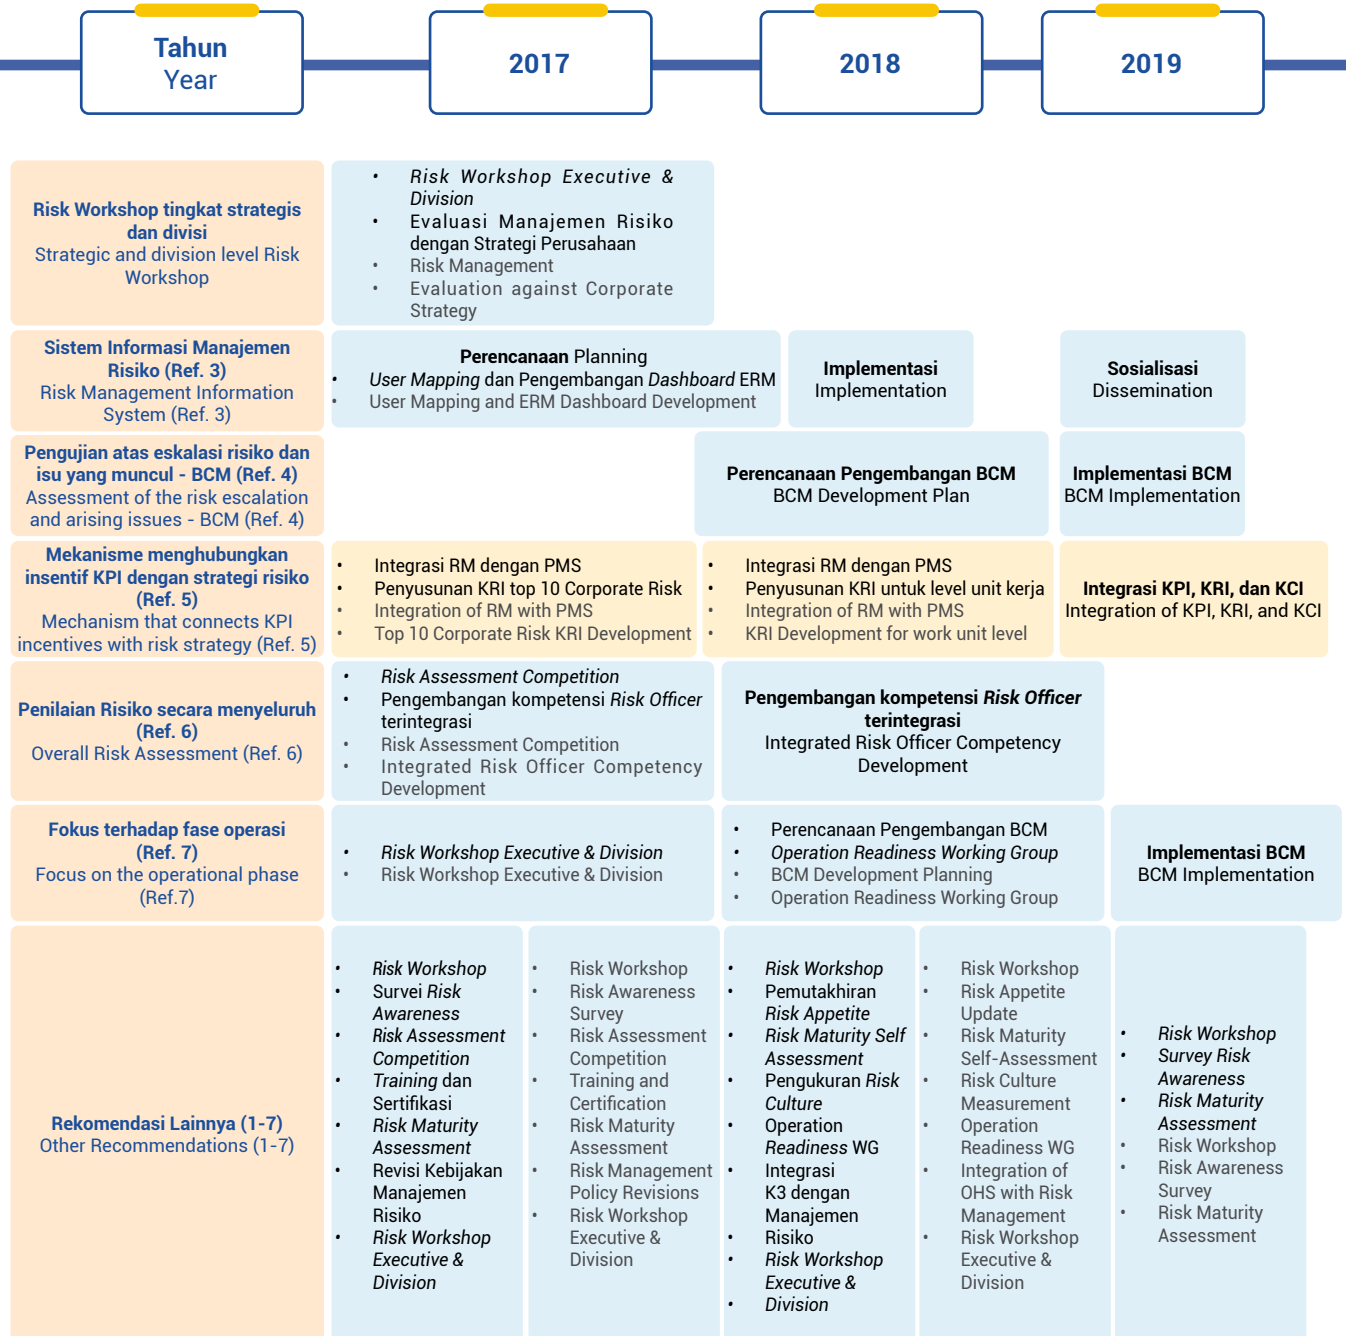 Tahun
Year
2017
2018
2019
Risk Workshop tingkat strategis
dan divisi
Strategic and division level Risk
Workshop
• Risk Workshop Executive &
Division
• Evaluasi Manajemen Risiko
dengan Strategi Perusahaan
• Risk Management
• Evaluation against Corporate
Strategy
Sistem Informasi Manajemen
Risiko (Ref. 3)
Risk Management Information
System (Ref. 3)
Perencanaan Planning
• User Mapping dan Pengembangan Dashboard ERM
• User Mapping and ERM Dashboard Development
Implementasi
Implementation
Sosialisasi
Dissemination
Pengujian atas eskalasi risiko dan
isu yang muncul - BCM (Ref. 4)
Assessment of the risk escalation
and arising issues - BCM (Ref. 4)
Perencanaan Pengembangan BCM
BCM Development Plan
Implementasi BCM
BCM Implementation
Mekanisme menghubungkan
insentif KPI dengan strategi risiko
(Ref. 5)
Mechanism that connects KPI
incentives with risk strategy (Ref. 5)
• Integrasi RM dengan PMS
• Penyusunan KRI top 10 Corporate Risk
• Integration of RM with PMS
• Top 10 Corporate Risk KRI Development
• Integrasi RM dengan PMS
• Penyusunan KRI untuk level unit kerja
• Integration of RM with PMS
• KRI Development for work unit level
Integrasi KPI, KRI, dan KCI
Integration of KPI, KRI, and KCI
Penilaian Risiko secara menyeluruh
(Ref. 6)
Overall Risk Assessment (Ref. 6)
• Risk Assessment Competition
• Pengembangan kompetensi Risk Officer
terintegrasi
• Risk Assessment Competition
• Integrated Risk Officer Competency
Development
Pengembangan kompetensi Risk Officer
terintegrasi
Integrated Risk Officer Competency
Development
Fokus terhadap fase operasi
(Ref. 7)
Focus on the operational phase
(Ref.7)
• Risk Workshop Executive & Division
• Risk Workshop Executive & Division
• Perencanaan Pengembangan BCM
• Operation Readiness Working Group
• BCM Development Planning
• Operation Readiness Working Group
Implementasi BCM
BCM Implementation
Rekomendasi Lainnya (1-7)
Other Recommendations (1-7)
• Risk Workshop
• Survei Risk
Awareness
• Risk Assessment
Competition
• Training dan
Sertifikasi
• Risk Maturity
Assessment
• Revisi Kebijakan
Manajemen
Risiko
• Risk Workshop
Executive &
Division
• Risk Workshop
• Risk Awareness
Survey
• Risk Assessment
Competition
• Training and
Certification
• Risk Maturity
Assessment
• Risk Management
Policy Revisions
• Risk Workshop
Executive &
Division
• Risk Workshop
• Pemutakhiran
Risk Appetite
• Risk Maturity Self
Assessment
• Pengukuran Risk
Culture
• Operation
Readiness WG
• Integrasi
K3 dengan
Manajemen
• Risiko
• Risk Workshop
Executive &
• Division
• Risk Workshop
• Risk Appetite
Update
• Risk Maturity
Self-Assessment
• Risk Culture
Measurement
• Operation
Readiness WG
• Integration of
OHS with Risk
Management
• Risk Workshop
Executive &
Division
• Risk Workshop
• Survey Risk
Awareness
• Risk Maturity
Assessment
• Risk Workshop
• Risk Awareness
Survey
• Risk Maturity
Assessment